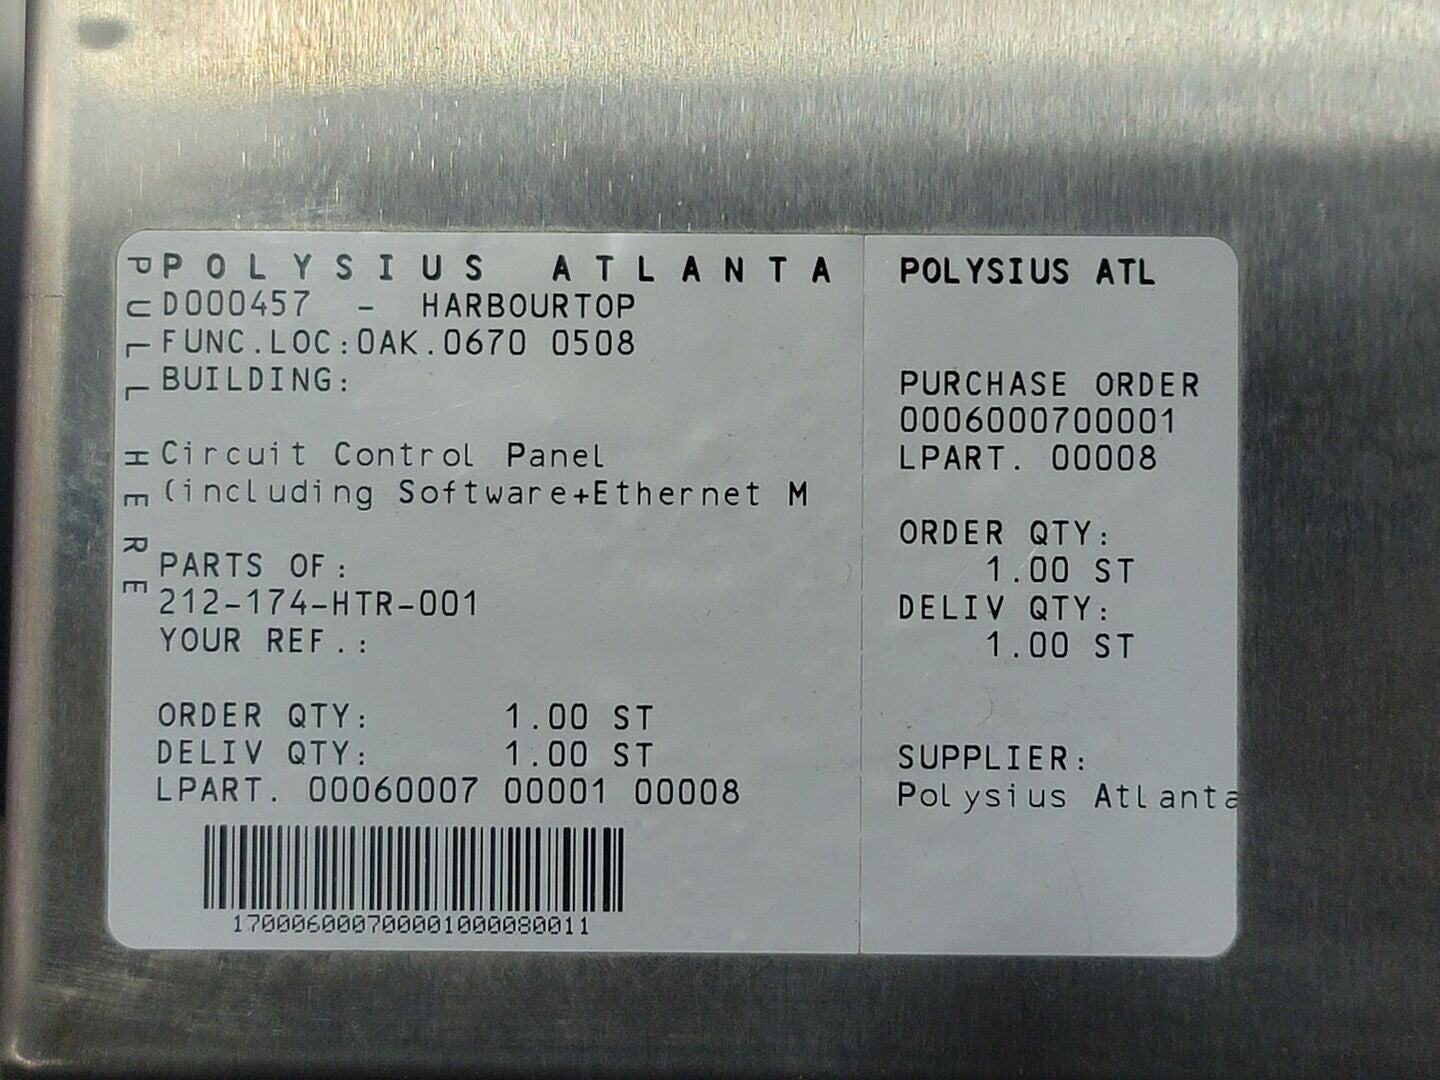 PULL HERE
POLYSIUS ATLANTA
D000457 - HARBOURTOP
FUNC.LOC:OAK.0670 0508
BUILDING:
Circuit Control Panel
(including Software+Ethernet M
PARTS OF:
212-174-HTR-001
YOUR REF.:
ORDER QTY: 1.00 ST
DELIV QTY: 1.00 ST
LPART. 00060007 00001 00008
170006000700001000080011
POLYSIUS ATL
PURCHASE ORDER
0006000700001
LPART. 00008
ORDER QTY:
1.00 ST
DELIV QTY:
1.00 ST
SUPPLIER:
Polysius Atlanta